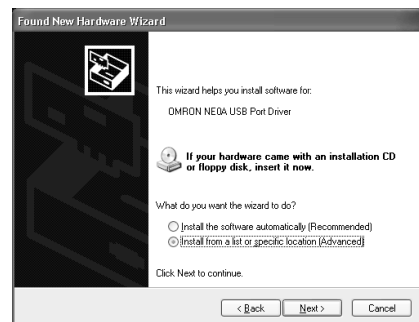 Found New Hardware Wizard
This wizard helps you install software for:
OMRON NE0A USB Port Driver
If your hardware came with an installation CD
or floppy disk, insert it now.
What do you want the wizard to do?
Install the software automatically (Recommended)
Install from a list or specific location (Advanced)
Click Next to continue.
< Back Next > Cancel